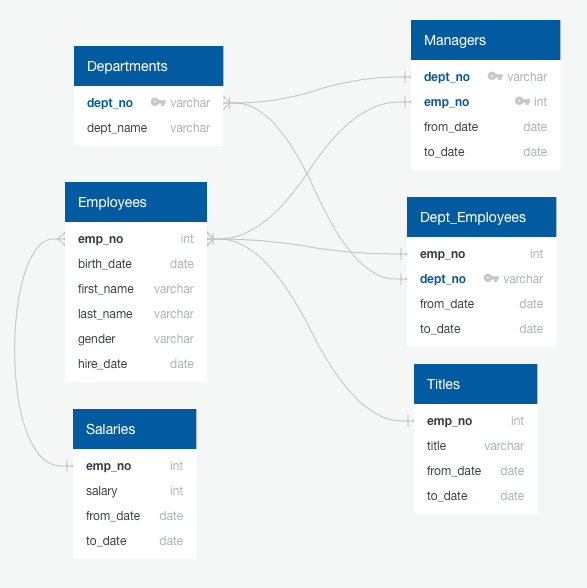 Departments
dept_no varchar
dept_name varchar
Employees
emp_no int
birth_date date
first_name varchar
last_name varchar
gender varchar
hire_date date
Salaries
emp_no int
salary int
from_date date
to_date date
Managers
dept_no varchar
emp_no int
from_date date
to_date date
Dept_Employees
emp_no int
dept_no varchar
from_date date
to_date date
Titles
emp_no int
title varchar
from_date date
to_date date